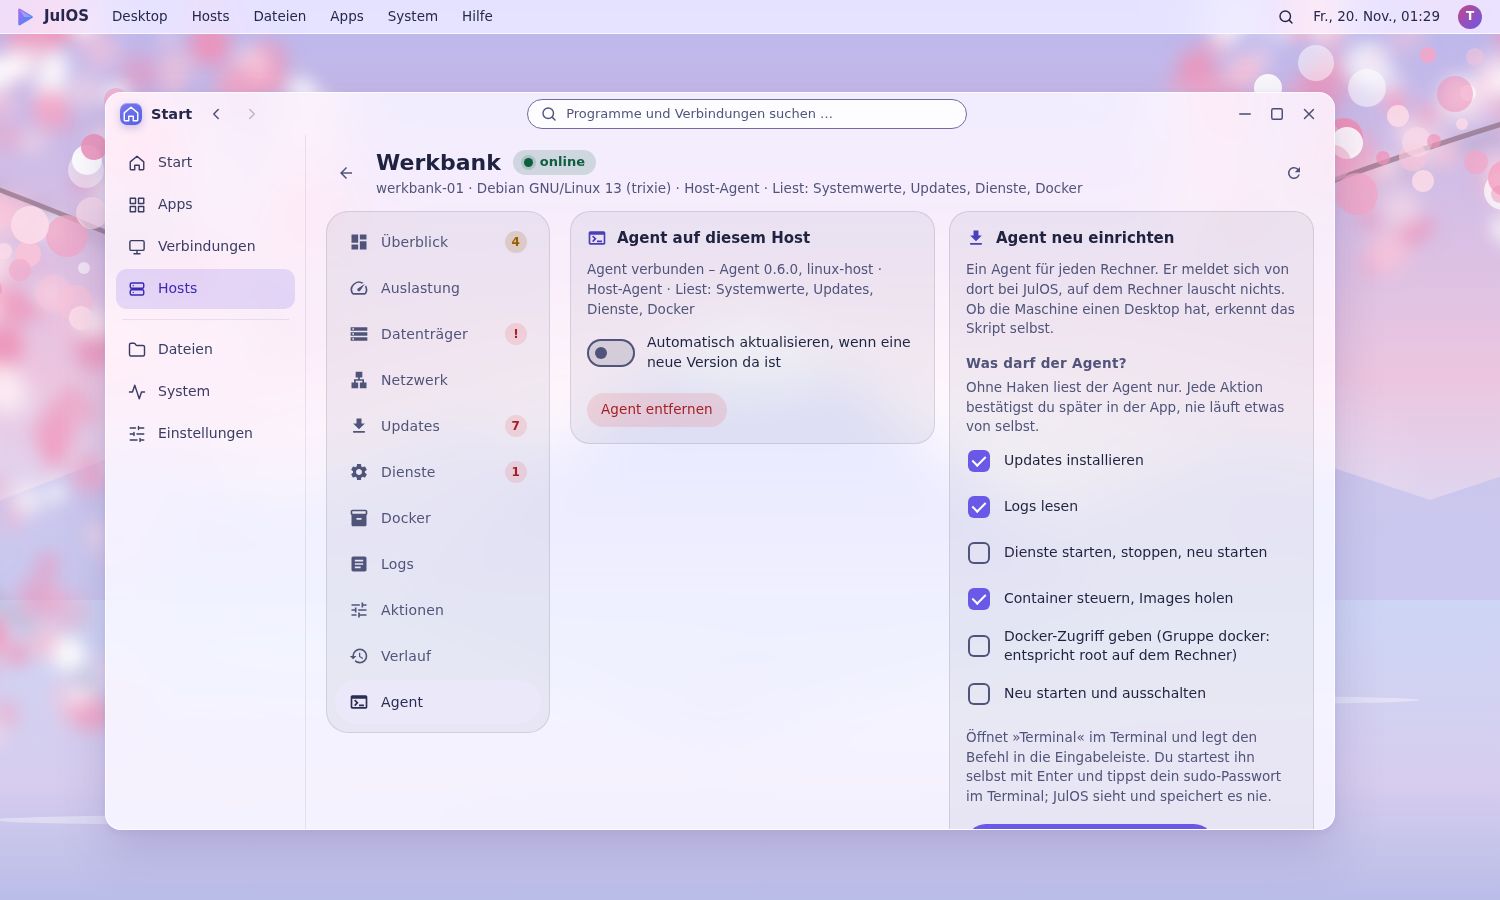 JulOS
Desktop
Hosts
Dateien
Apps
System
Hilfe
Fr., 20. Nov., 01:29
T
Start
Programme und Verbindungen suchen …
Start
Apps
Verbindungen
Hosts
Dateien
System
Einstellungen
Werkbank
online
werkbank-01 · Debian GNU/Linux 13 (trixie) · Host-Agent · Liest: Systemwerte, Updates, Dienste, Docker
Überblick
4
Auslastung
Datenträger
!
Netzwerk
Updates
7
Dienste
1
Docker
Logs
Aktionen
Verlauf
Agent
Agent auf diesem Host
Agent verbunden – Agent 0.6.0, linux-host ·
Host-Agent · Liest: Systemwerte, Updates,
Dienste, Docker
Automatisch aktualisieren, wenn eine
neue Version da ist
Agent entfernen
Agent neu einrichten
Ein Agent für jeden Rechner. Er meldet sich von
dort bei JulOS, auf dem Rechner lauscht nichts.
Ob die Maschine einen Desktop hat, erkennt das
Skript selbst.
Was darf der Agent?
Ohne Haken liest der Agent nur. Jede Aktion
bestätigst du später in der App, nie läuft etwas
von selbst.
Updates installieren
Logs lesen
Dienste starten, stoppen, neu starten
Container steuern, Images holen
Docker-Zugriff geben (Gruppe docker:
entspricht root auf dem Rechner)
Neu starten und ausschalten
Öffnet »Terminal« im Terminal und legt den
Befehl in die Eingabeleiste. Du startest ihn
selbst mit Enter und tippst dein sudo-Passwort
im Terminal; JulOS sieht und speichert es nie.